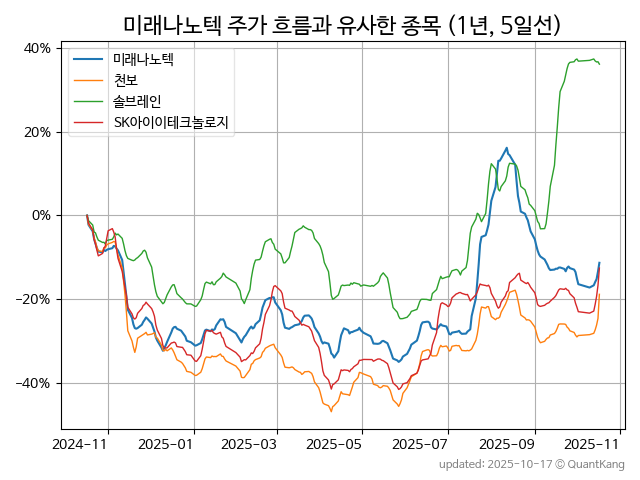 미래나노텍 주가 흐름과 유사한 종목 (1년, 5일선)
미래나노텍
천보
솔브레인
SK아이이테크놀로지
40%
20%
0%
−20%
−40%
2024-11 2025-01 2025-03 2025-05 2025-07 2025-09 2025-11
updated: 2025-10-17 © QuantKang